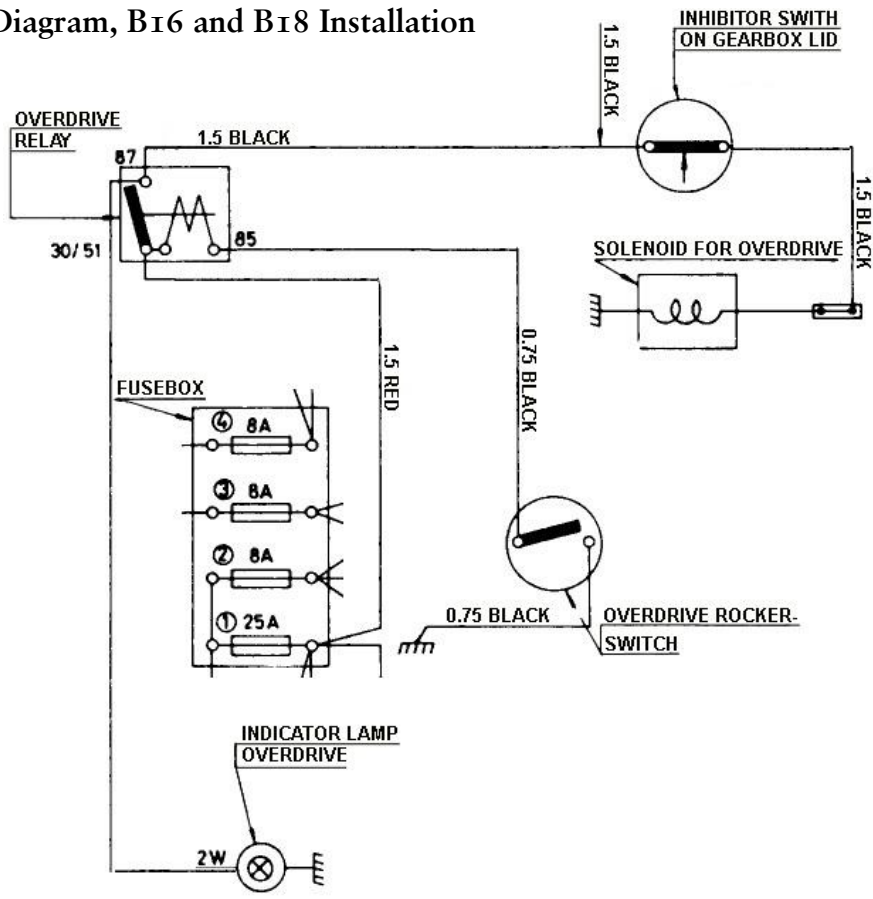 Diagram, B16 and B18 Installation
INHIBITOR SWITH
ON GEARBOX LID
1.5 BLACK
OVERDRIVE
RELAY
1.5 BLACK
87
1.5 BLACK
30/51
85
SOLENOID FOR OVERDRIVE
1.5 RED
0.75 BLACK
FUSEBOX
4 8A
3 8A
2 8A
1 25A
0.75 BLACK
OVERDRIVE ROCKER-
SWITCH
INDICATOR LAMP
OVERDRIVE
2W